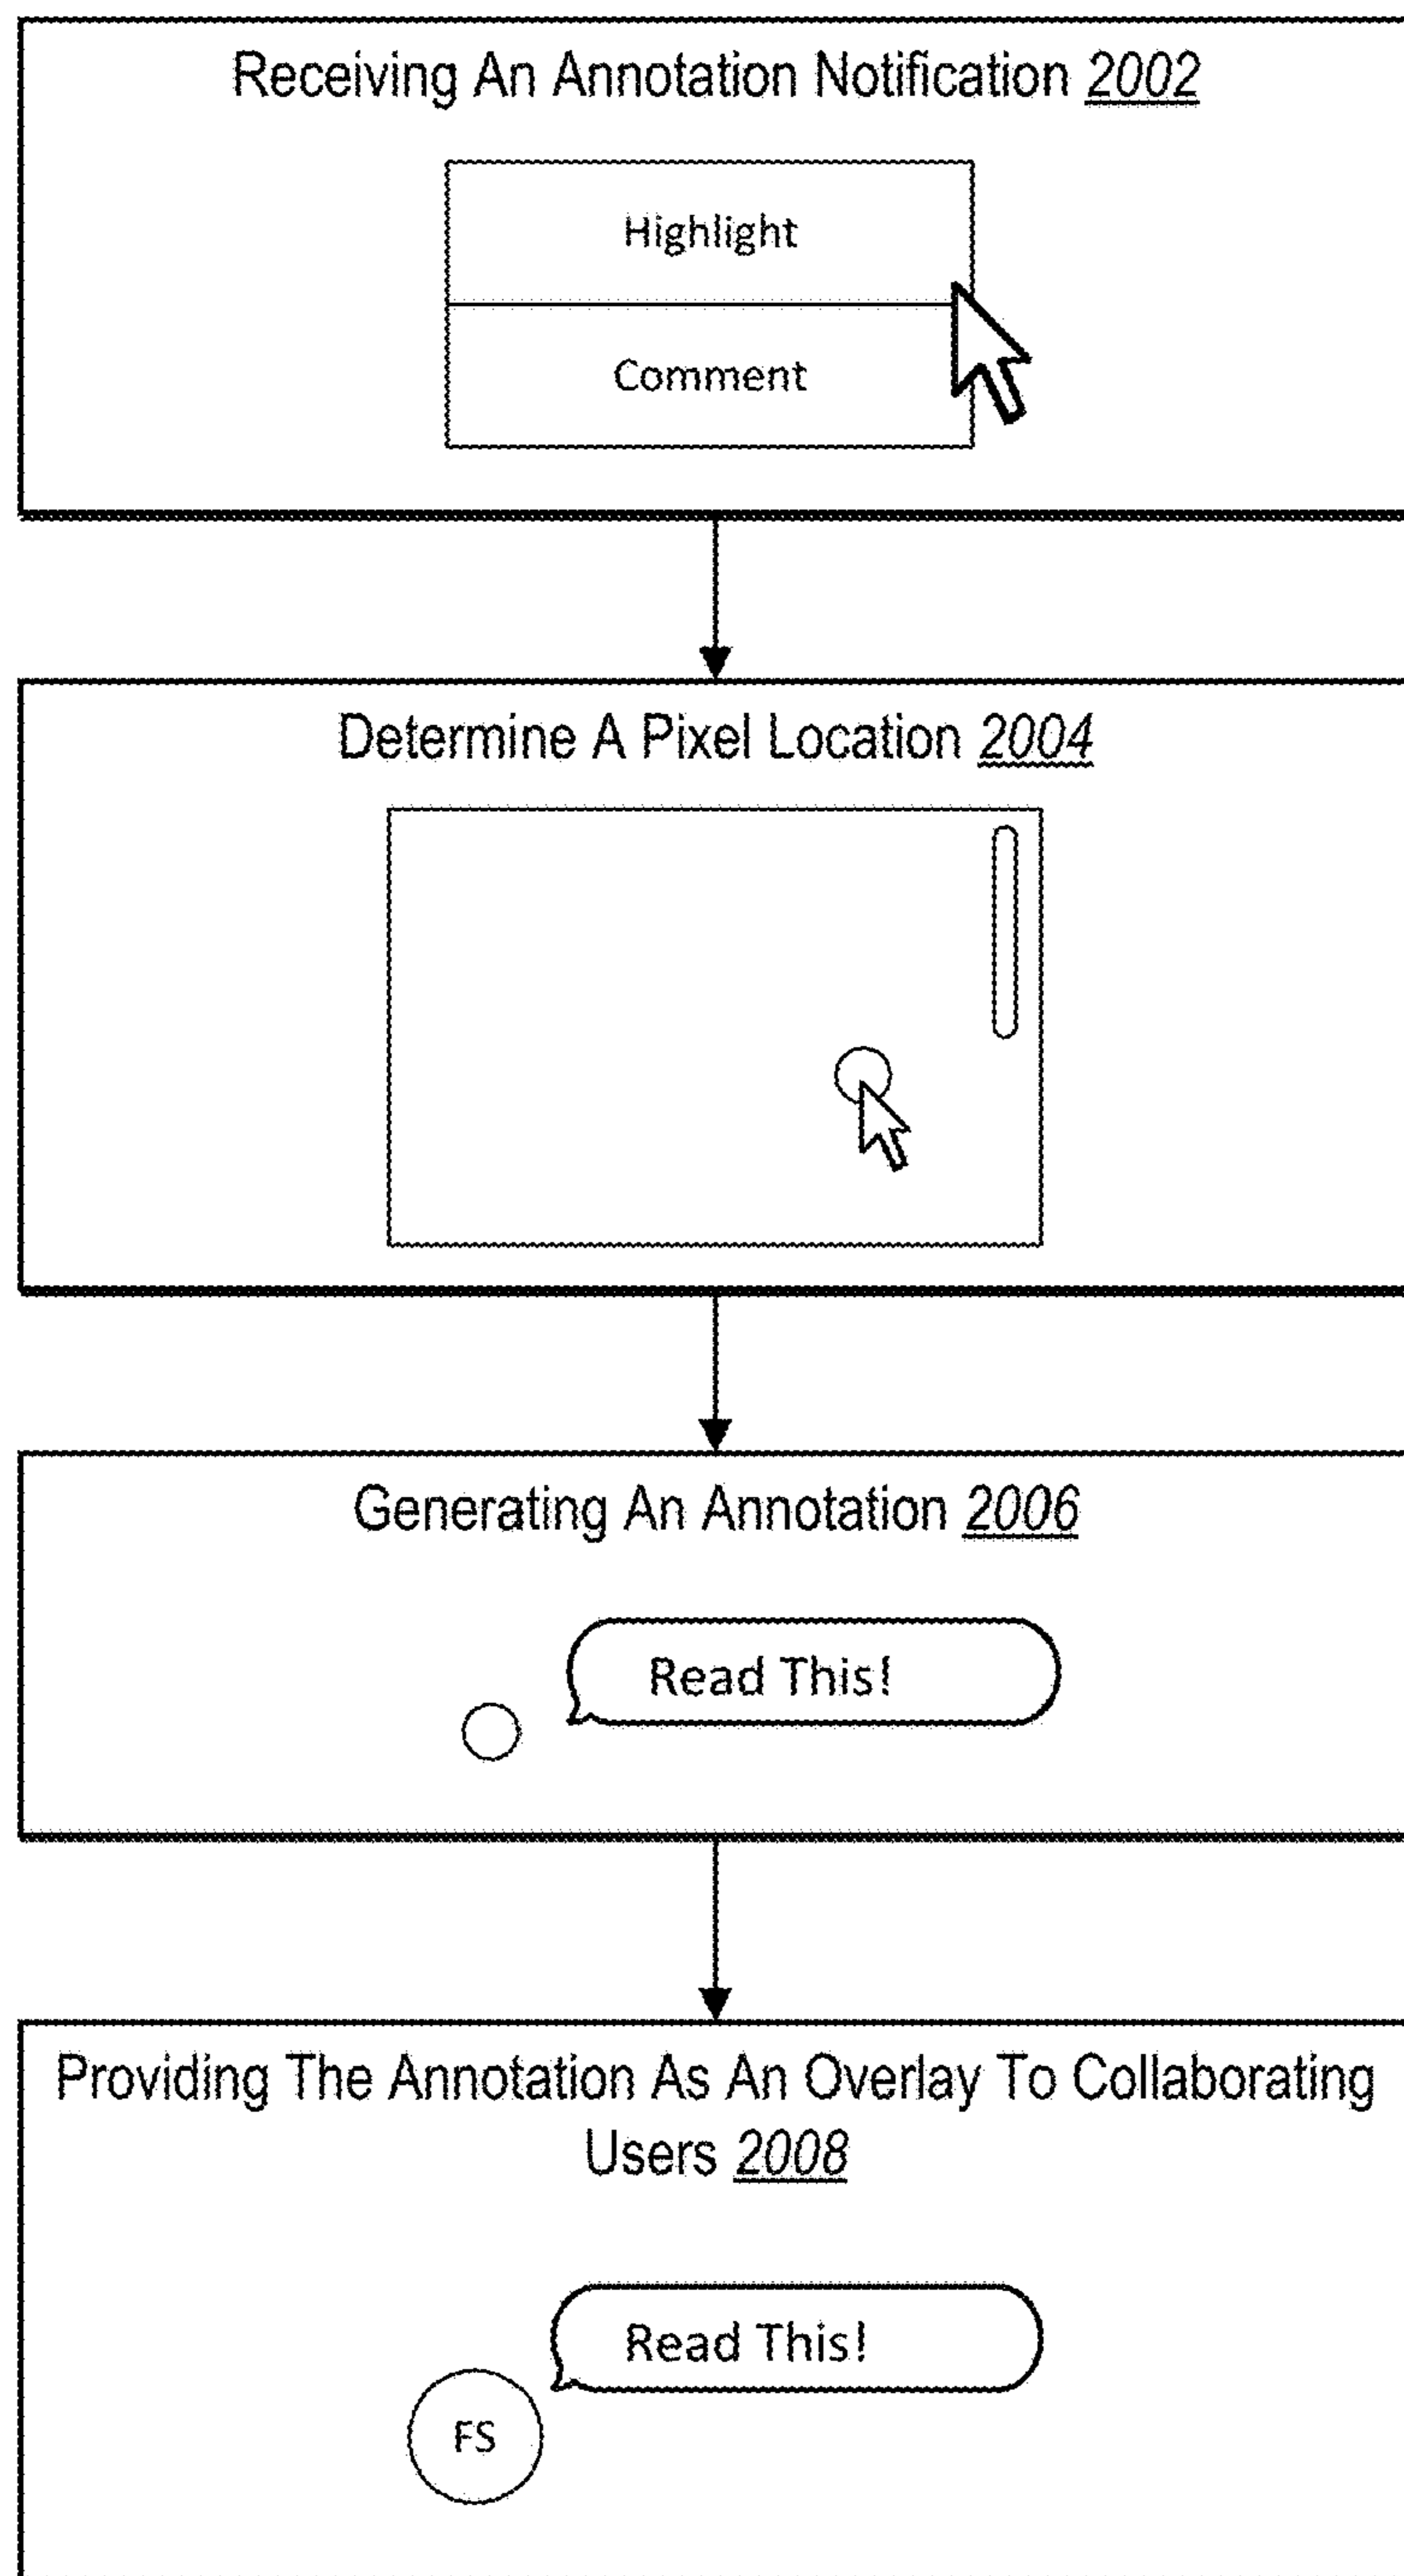 Receiving An Annotation Notification 2002
Highlight
Comment
Determine A Pixel Location 2004
Generating An Annotation 2006
Read This!
Providing The Annotation As An Overlay To Collaborating
Users 2008
Read This!
FS